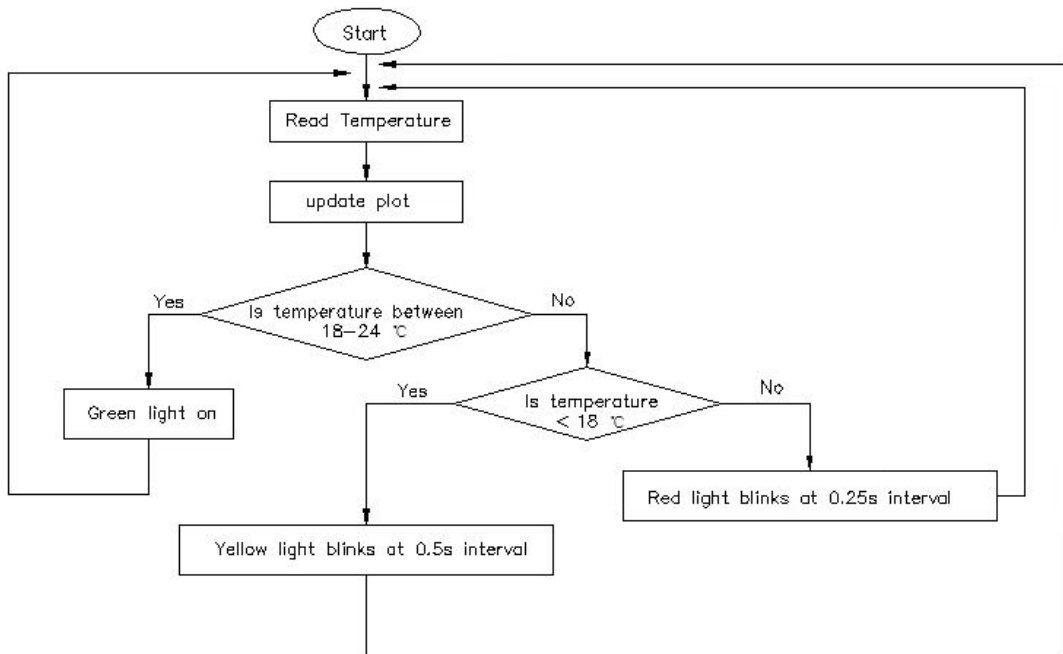 Start
Read Temperature
update plot
Yes
Is temperature between
18-24 ℃
No
Green light on
Yes
Is temperature
< 18 ℃
No
Red light blinks at 0.25s interval
Yellow light blinks at 0.5s interval